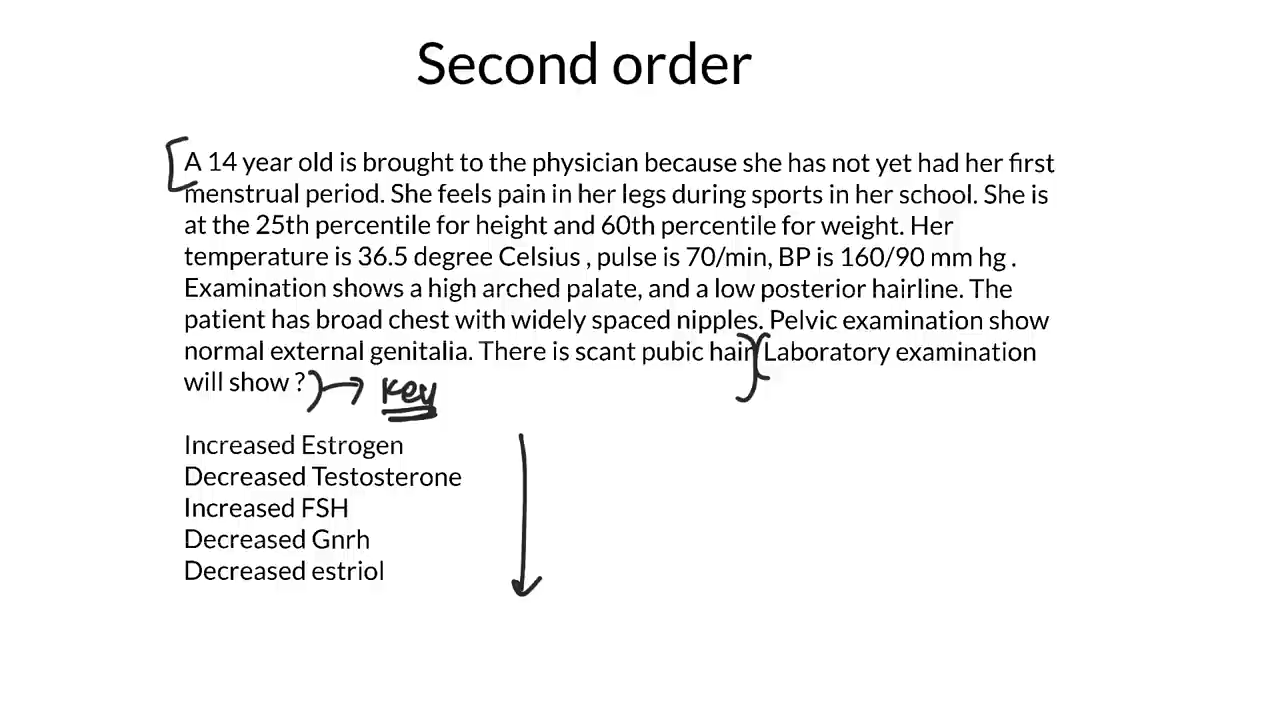 Second order
A 14 year old is brought to the physician because she has not yet had her first
menstrual period. She feels pain in her legs during sports in her school. She is
at the 25th percentile for height and 60th percentile for weight. Her
temperature is 36.5 degree Celsius , pulse is 70/min, BP is 160/90 mm hg .
Examination shows a high arched palate, and a low posterior hairline. The
patient has broad chest with widely spaced nipples. Pelvic examination show
normal external genitalia. There is scant pubic hair. Laboratory examination
will show ?
Key
Increased Estrogen
Decreased Testosterone
Increased FSH
Decreased Gnrh
Decreased estriol